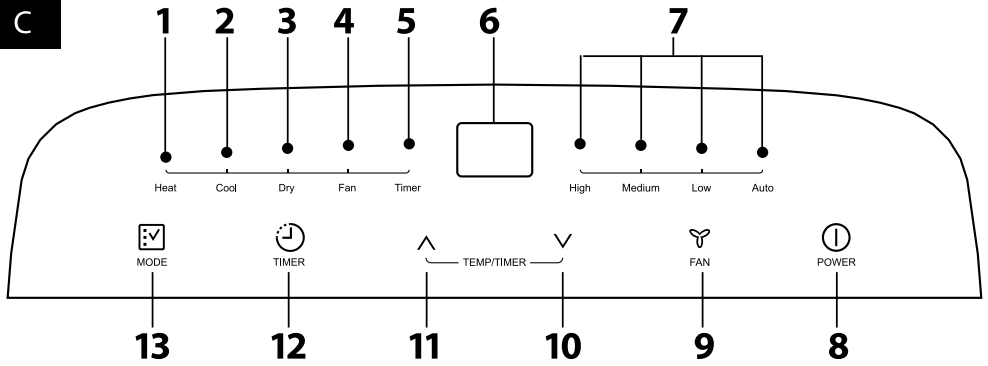 C
1 2 3 4 5 6 7
Heat Cool Dry Fan Timer High Medium Low Auto
MODE TIMER TEMP/TIMER FAN POWER
13 12 11 10 9 8